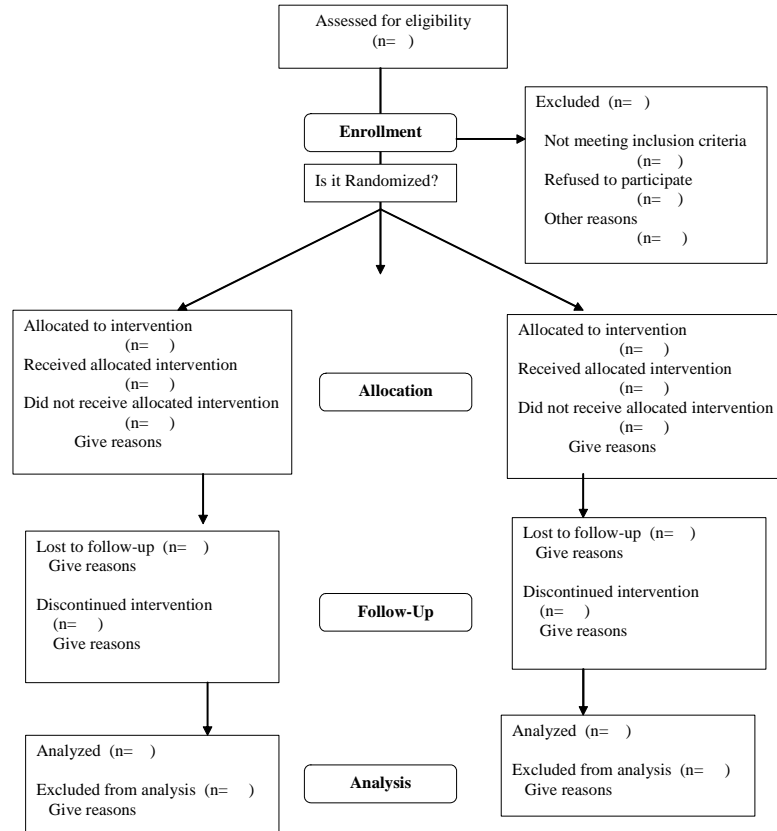 Assessed for eligibility
(n=   )
Enrollment
Excluded  (n=   )
Not meeting inclusion criteria
(n=    )
Refused to participate
(n=    )
Other reasons
(n=    )
Is it Randomized?
Allocated to intervention
(n=    )
Received allocated intervention
(n=    )
Did not receive allocated intervention
(n=    )
Give reasons
Allocation
Allocated to intervention
(n=    )
Received allocated intervention
(n=    )
Did not receive allocated intervention
(n=    )
Give reasons
Lost to follow-up  (n=    )
Give reasons
Discontinued intervention
(n=    )
Give reasons
Follow-Up
Lost to follow-up  (n=    )
Give reasons
Discontinued intervention
(n=    )
Give reasons
Analyzed  (n=    )
Excluded from analysis  (n=    )
Give reasons
Analysis
Analyzed  (n=    )
Excluded from analysis  (n=    )
Give reasons